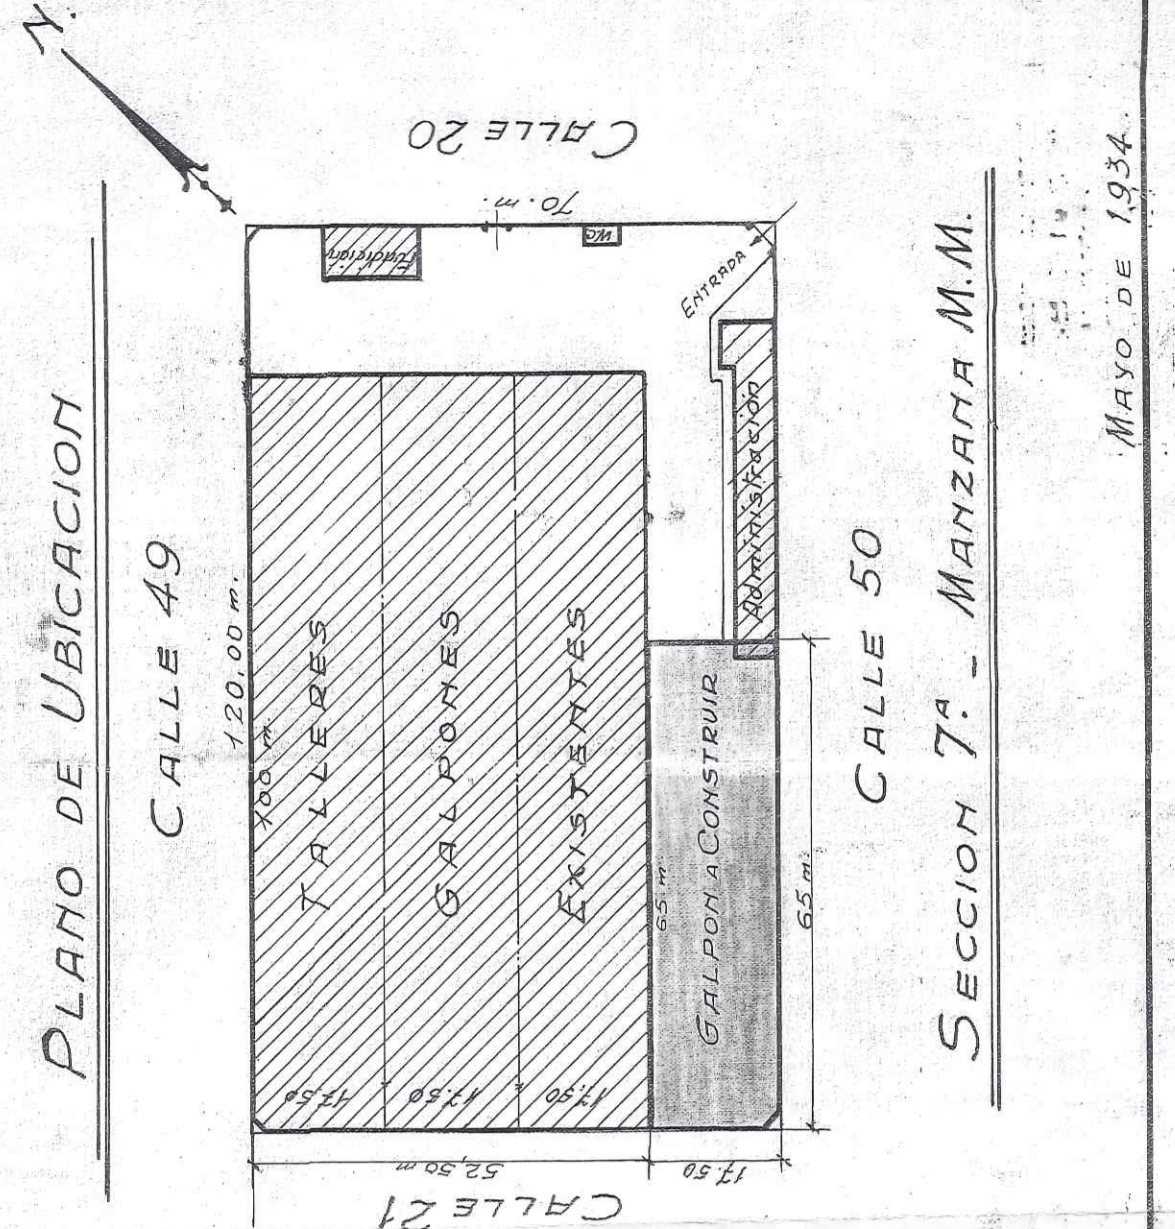 PLANO DE UBICACION
N.
CALLE 49
120,00 m.
100 m.
TALLERES
GALPONES
EXISTENTES
17.50
17.50
17.50
52,50 m
17.50
CALLE 21
CALLE 20
70. m.
Fundición
WC
ENTRADA
Administración
GALPON A CONSTRUIR
65 m.
65 m.
CALLE 50
SECCION 7ª. - MANZANA M.M.
MAYO DE 1934